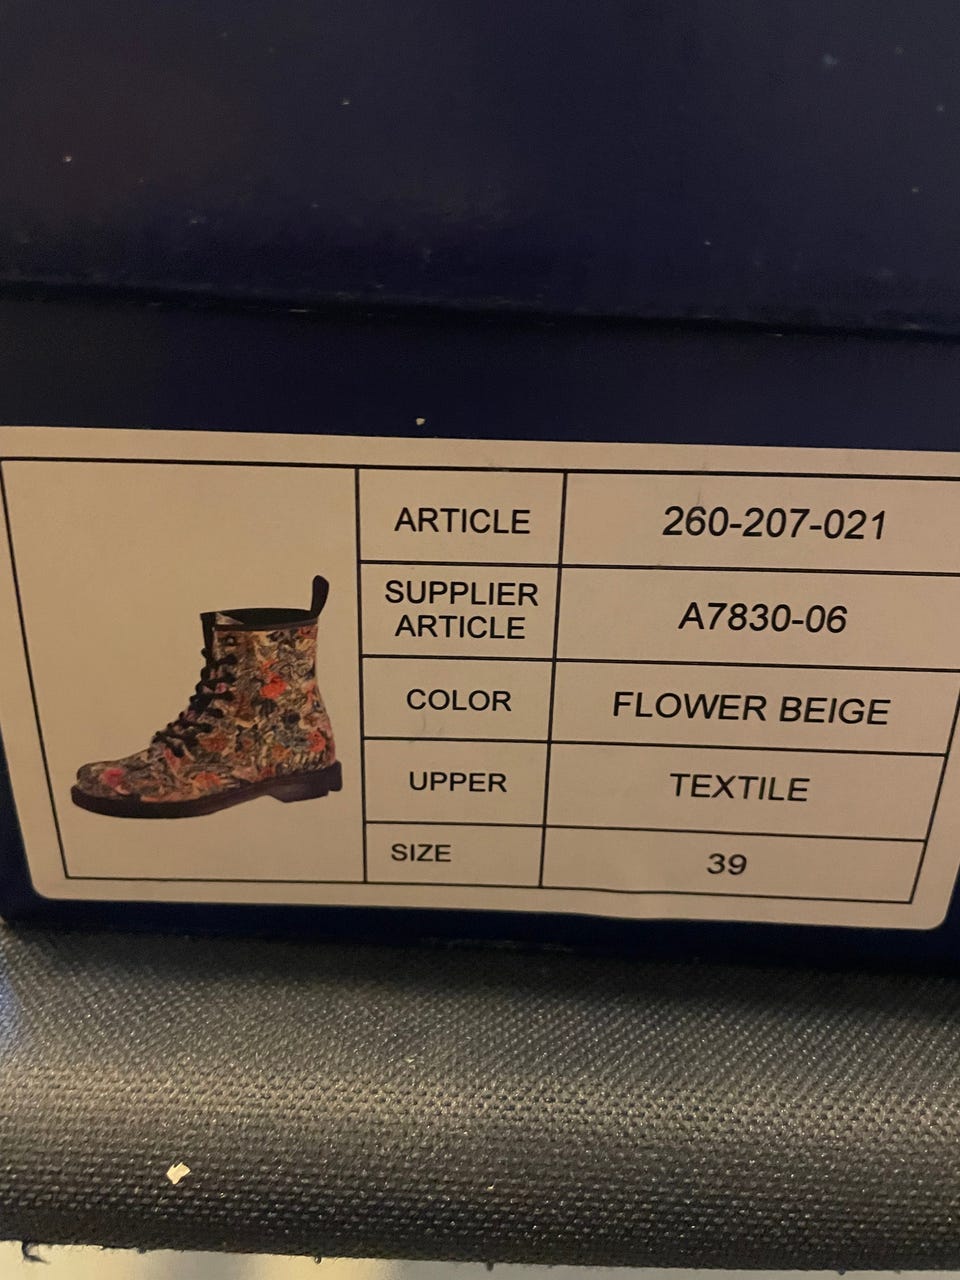 ARTICLE 260-207-021
SUPPLIER
ARTICLE A7830-06
COLOR FLOWER BEIGE
UPPER TEXTILE
SIZE 39